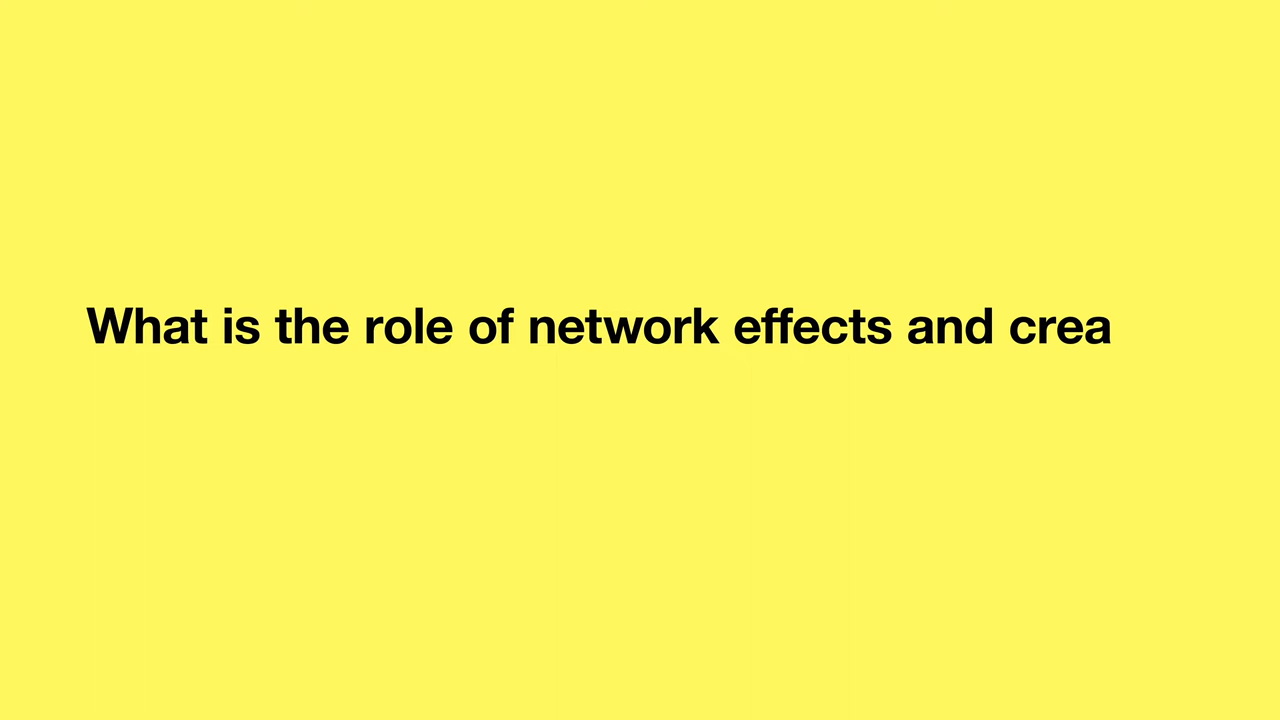 What is the role of network effects and crea